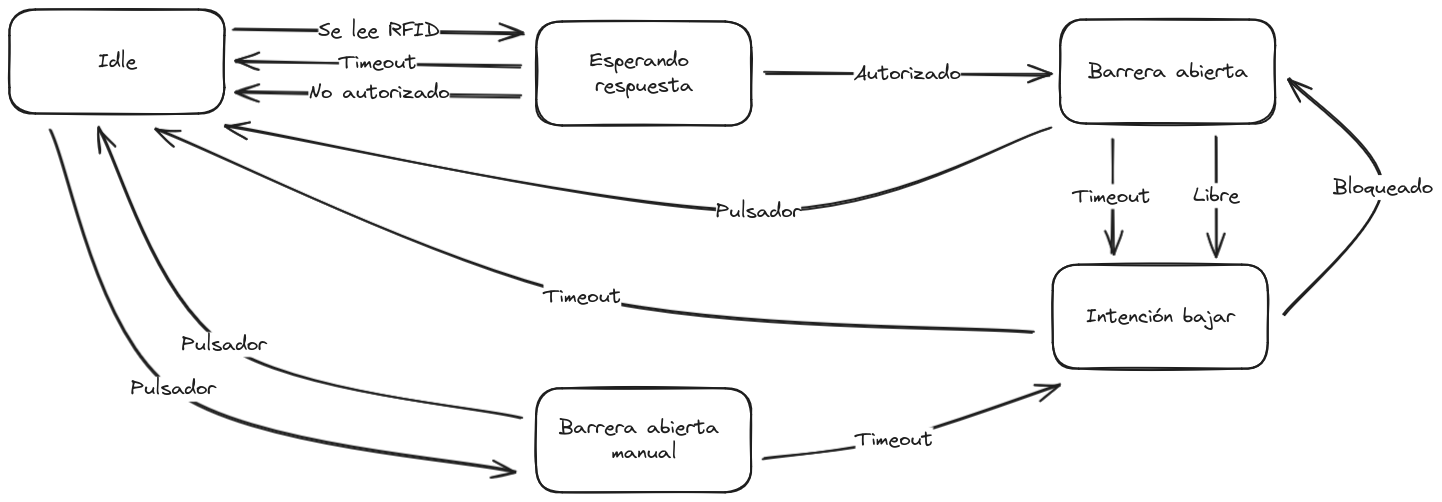 Idle
Se lee RFID
Timeout
No autorizado
Esperando
respuesta
Autorizado
Barrera abierta
Timeout
Libre
Bloqueado
Pulsador
Timeout
Intención bajar
Pulsador
Pulsador
Barrera abierta
manual
Timeout